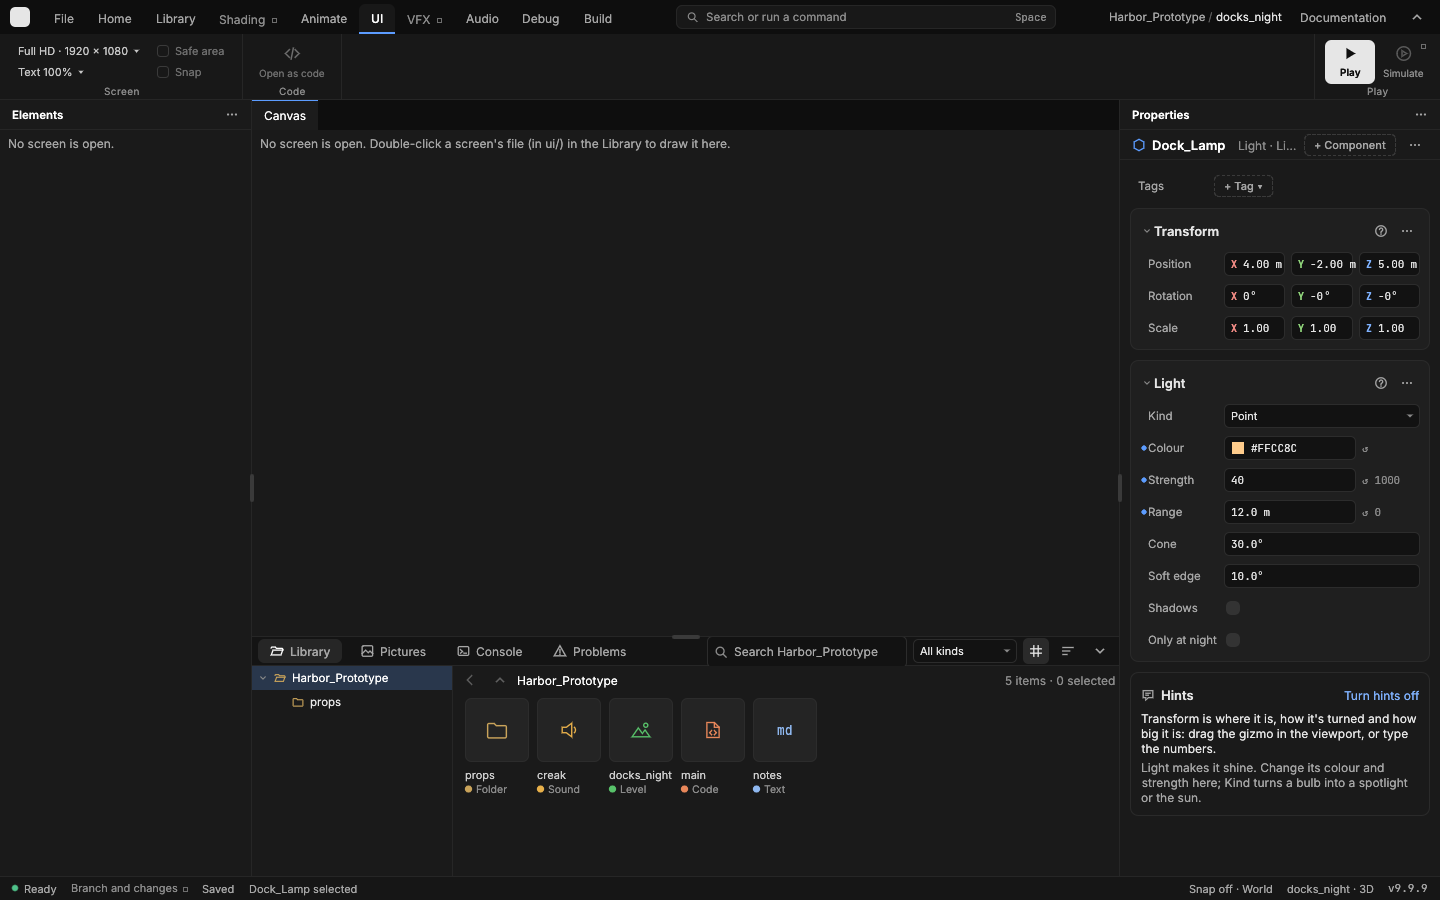 File Home Library Shading Animate UI VFX Audio Debug Build Search or run a command Space Harbor_Prototype / docks_night Documentation
Full HD · 1920 × 1080 Safe area
Text 100% Snap
Screen
Open as code
Code
Play Simulate
Play
Elements
No screen is open.
Canvas
No screen is open. Double-click a screen's file (in ui/) in the Library to draw it here.
Properties
Dock_Lamp Light · Li... + Component
Tags + Tag
Transform
Position X 4.00 m Y -2.00 m Z 5.00 m
Rotation X 0° Y -0° Z -0°
Scale X 1.00 Y 1.00 Z 1.00
Light
Kind Point
Colour #FFCC8C
Strength 40 1000
Range 12.0 m 0
Cone 30.0°
Soft edge 10.0°
Shadows
Only at night
Hints Turn hints off
Transform is where it is, how it's turned and how
big it is: drag the gizmo in the viewport, or type
the numbers.
Light makes it shine. Change its colour and
strength here; Kind turns a bulb into a spotlight
or the sun.
Library Pictures Console Problems Search Harbor_Prototype All kinds
Harbor_Prototype
props
Harbor_Prototype 5 items · 0 selected
md
props creak docks_night main notes
Folder Sound Level Code Text
Ready Branch and changes Saved Dock_Lamp selected Snap off · World docks_night · 3D v9.9.9